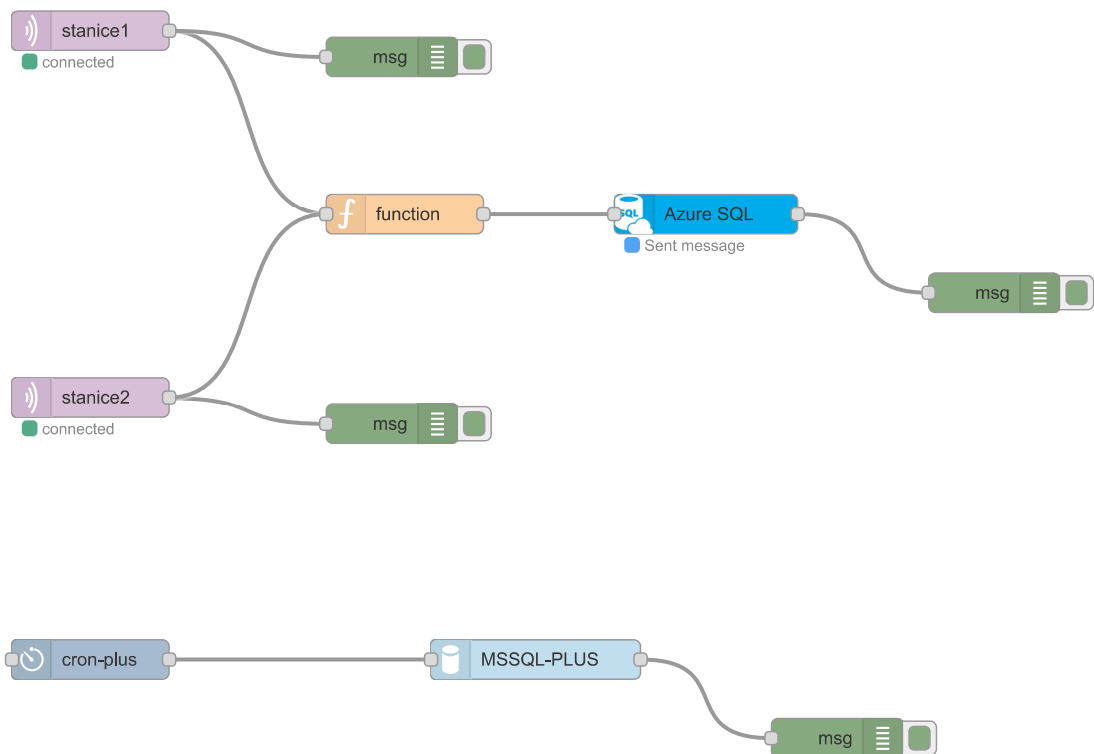 stanice1
connected
msg
function
SQL
Azure SQL
Sent message
msg
stanice2
connected
msg
cron-plus
MSSQL-PLUS
msg